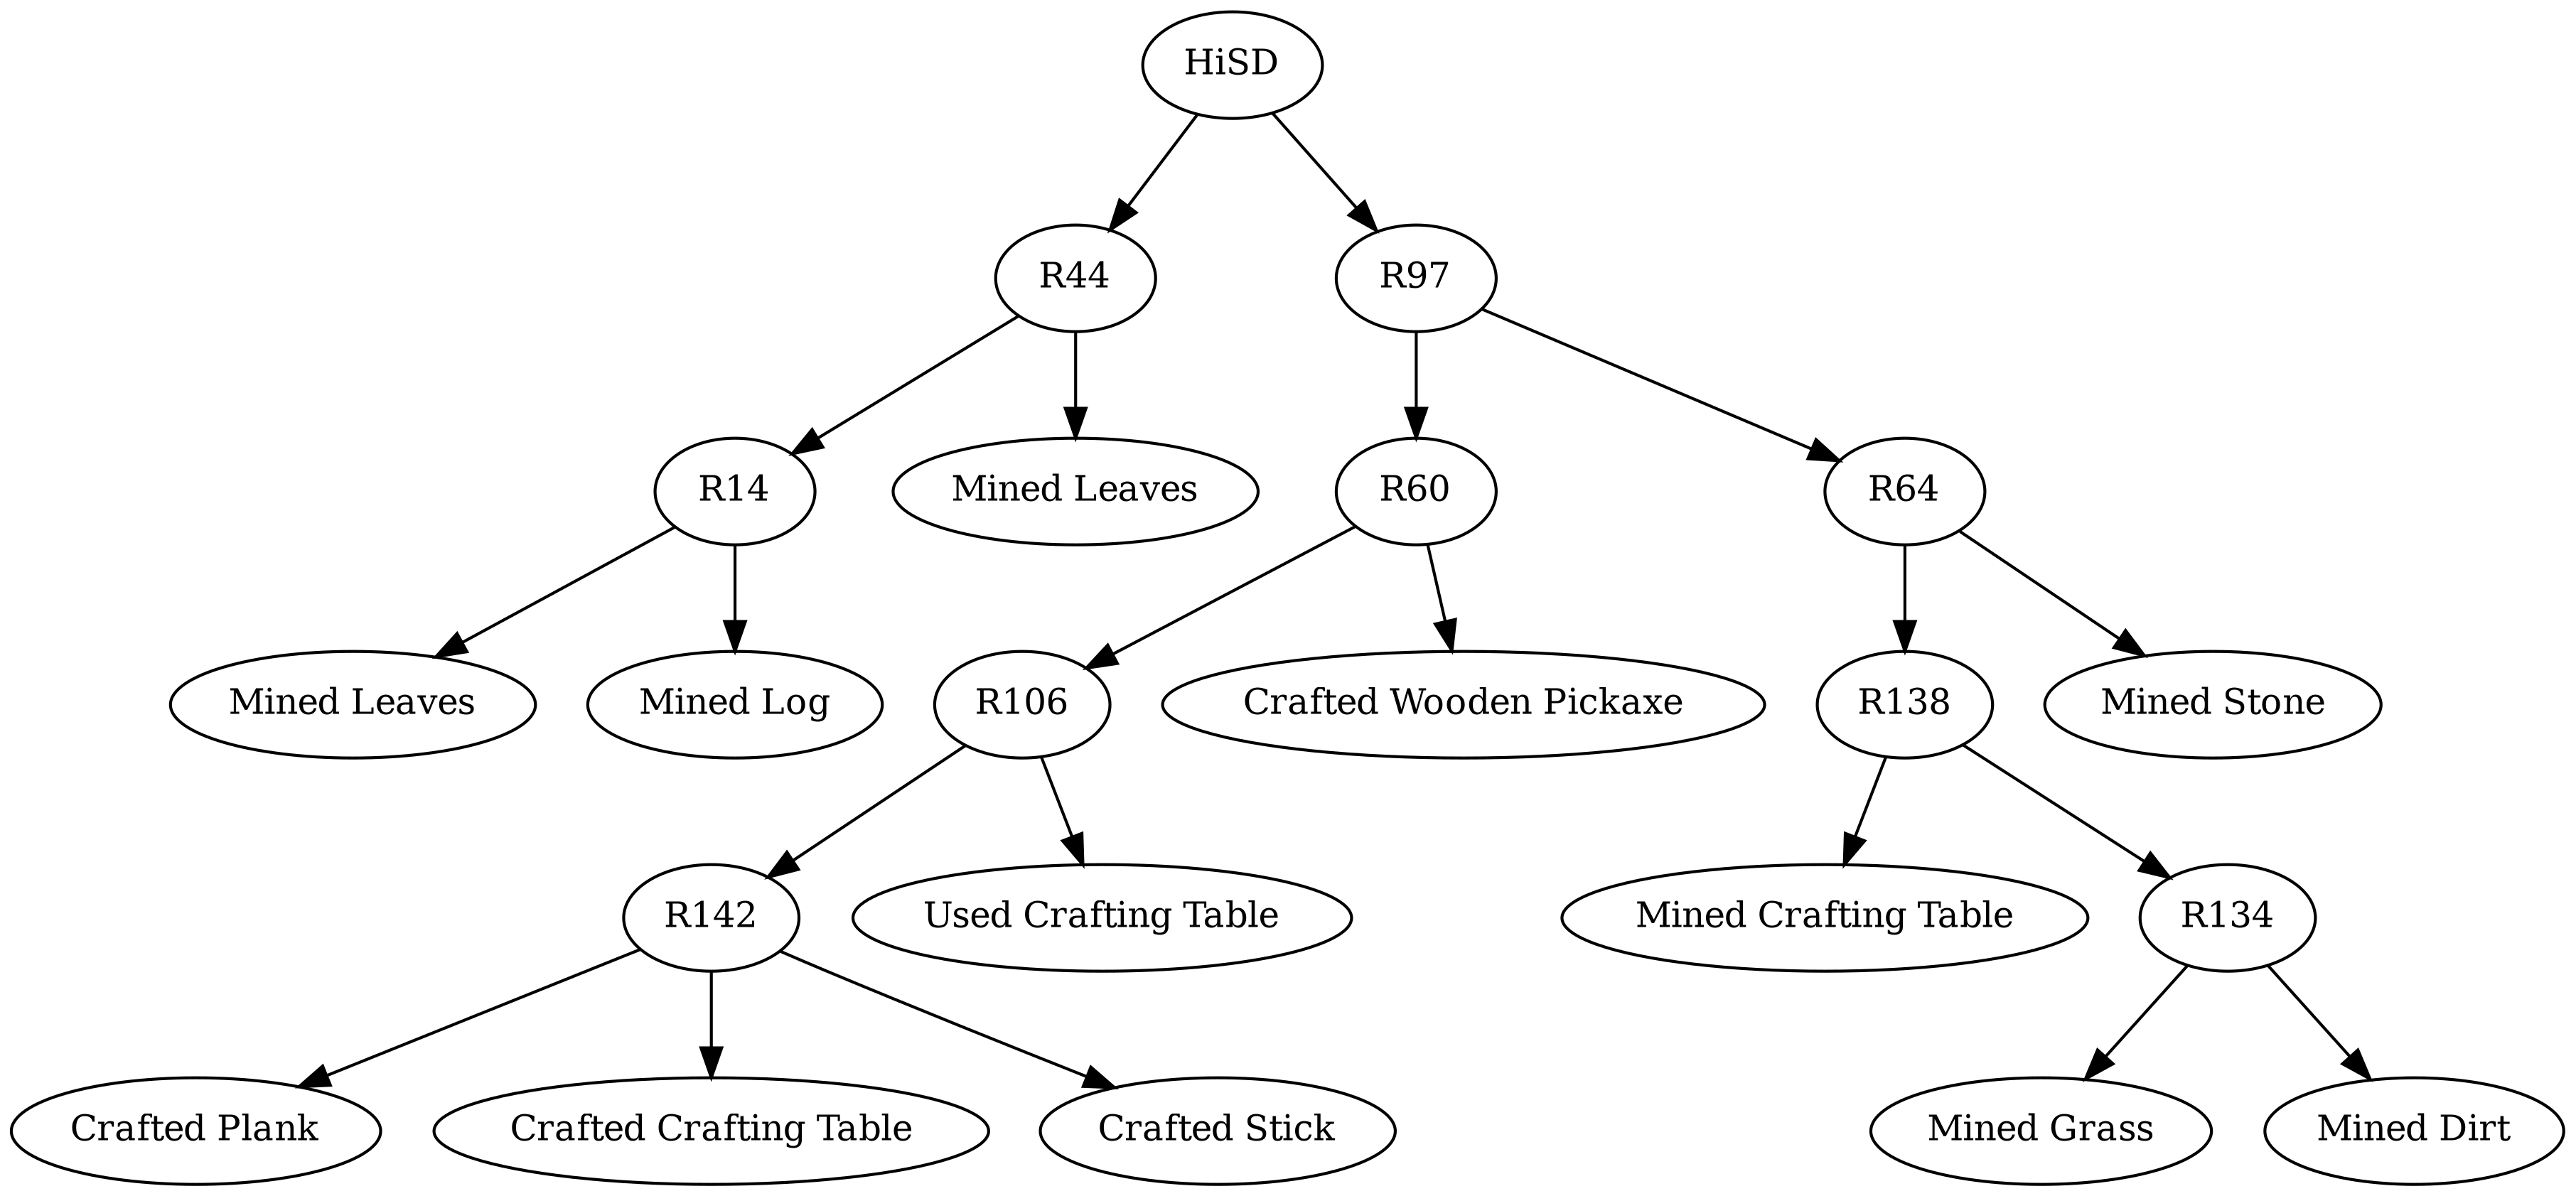 HiSD
R44
R97
R14
Mined Leaves
R60
R64
Mined Leaves
Mined Log
R106
Crafted Wooden Pickaxe
R138
Mined Stone
R142
Used Crafting Table
Mined Crafting Table
R134
Crafted Plank
Crafted Crafting Table
Crafted Stick
Mined Grass
Mined Dirt